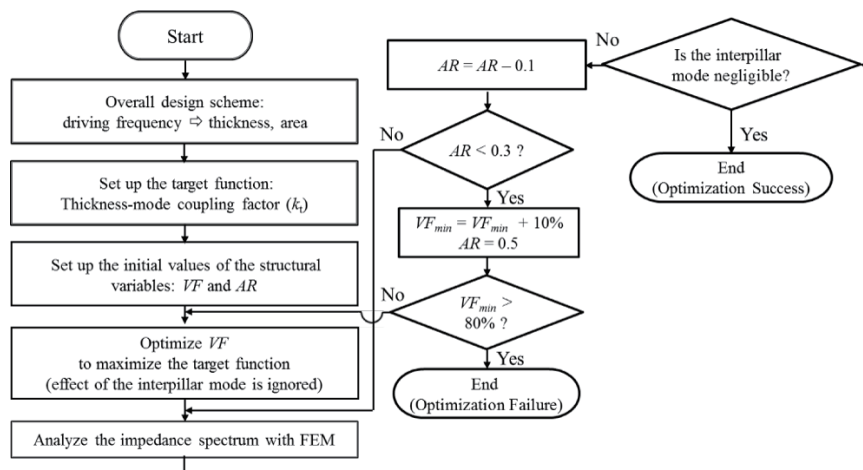 Start
Overall design scheme:
driving frequency ⇨ thickness, area
Set up the target function:
Thickness-mode coupling factor (kt)
Set up the initial values of the structural
variables: VF and AR
Optimize VF
to maximize the target function
(effect of the interpillar mode is ignored)
Analyze the impedance spectrum with FEM
AR = AR – 0.1
No
AR < 0.3 ?
Yes
VFmin = VFmin + 10%
AR = 0.5
No
VFmin >
80% ?
Yes
End
(Optimization Failure)
No
Is the interpillar
mode negligible?
Yes
End
(Optimization Success)